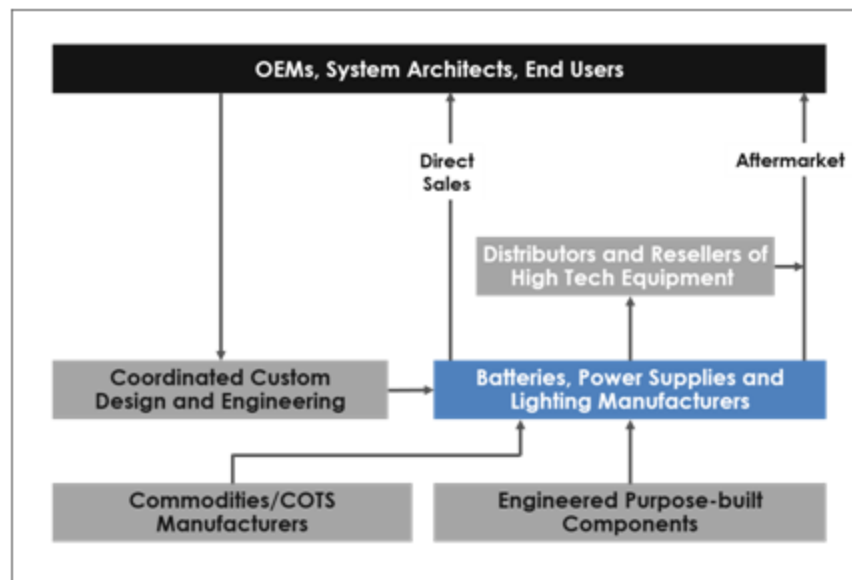 OEMs, System Architects, End Users
Direct
Sales
Aftermarket
Distributors and Resellers of
High Tech Equipment
Coordinated Custom
Design and Engineering
Batteries, Power Supplies and
Lighting Manufacturers
Commodities/COTS
Manufacturers
Engineered Purpose-built
Components